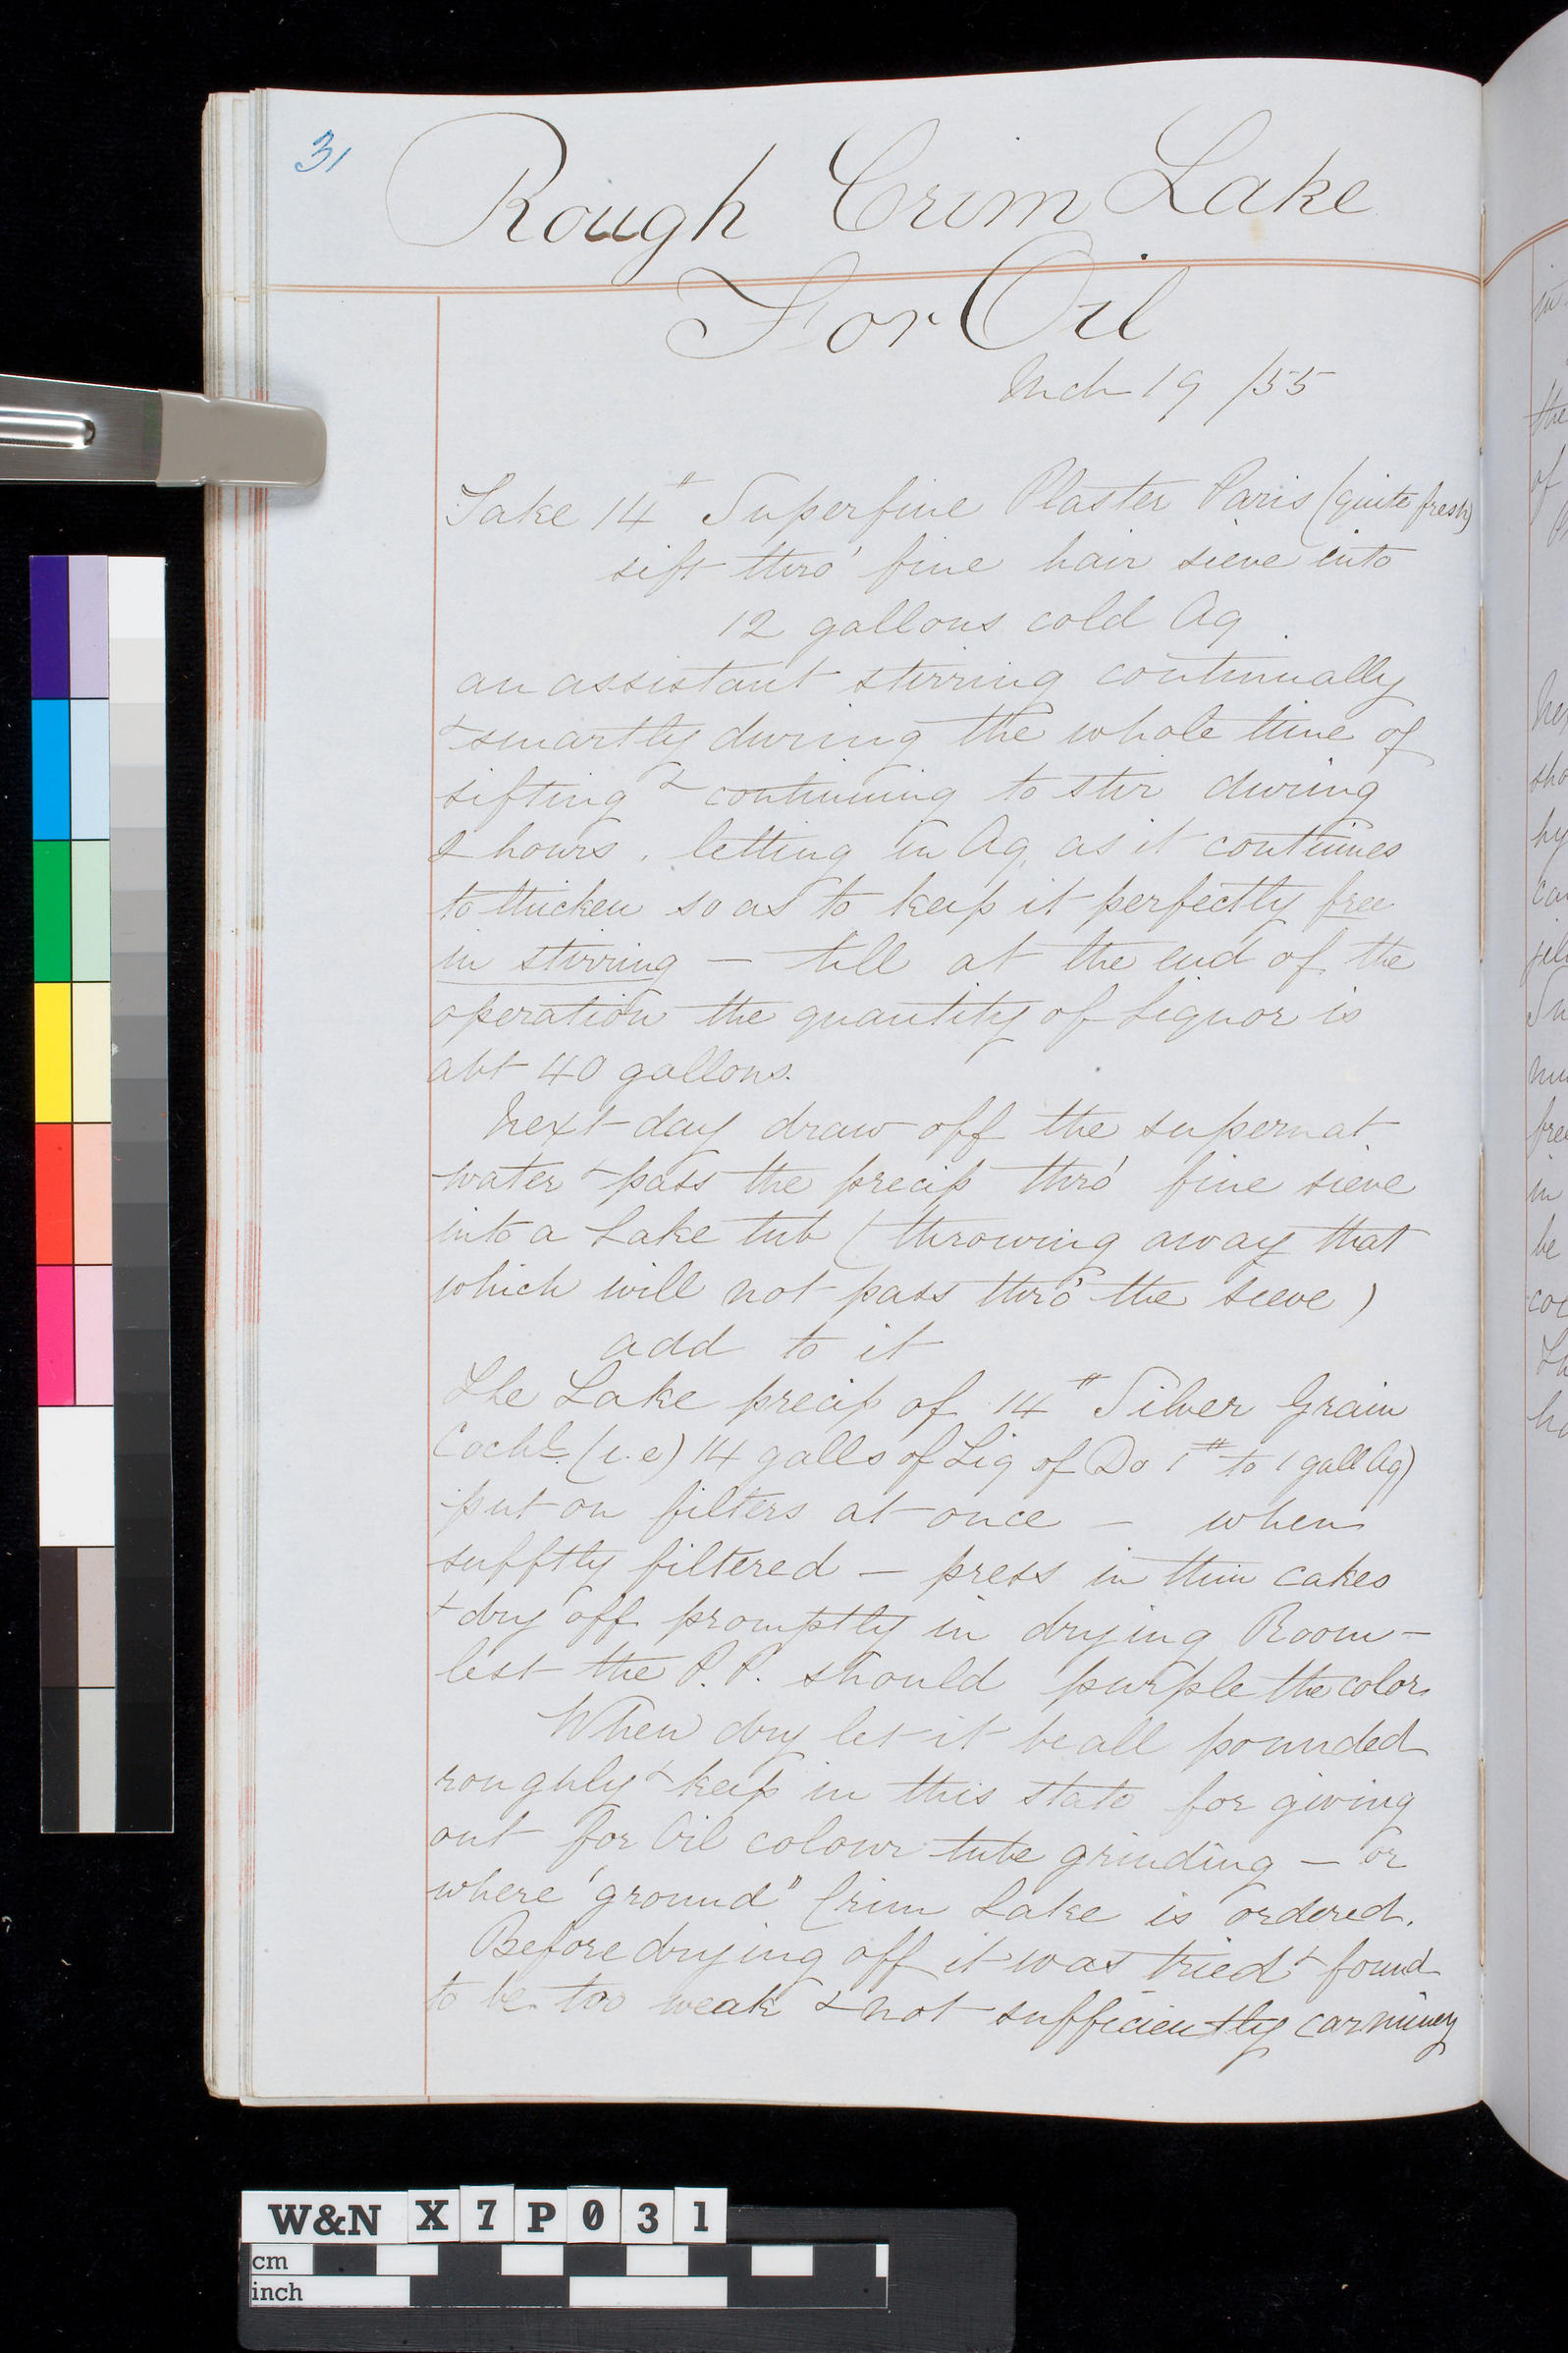 31
Rough Crim Lake
For Oil
Mch 19 /55
Take 14 # Superfine Plaster Paris (quite fresh)
sift thro' fine hair sieve into
12 gallons cold Aq
an assistant stirring continually
& smartly during the whole time of
sifting & continuing to stir during
2 hours, letting in Aq, as it continues
to thicken so as to keep it perfectly free
in stirring — till at the end of the
operation the quantity of Liquor is
abt 40 gallons.
Next day draw off the supernat
water & pass the precip thro' fine sieve
into a Lake tub (throwing away that
which will not pass thro' the sieve)
add to it
The Lake precip of 14 # Silver Grain
Cochl. (i.e) 14 galls of Liq of Do 1 # to 1 gall Aq)
put on filters at once — when
sufftly filtered — press in thin cakes
& dry off promptly in drying Room —
lest the P.P. should purple the color
When dry let it be all pounded
roughly & keep in this state for giving
out for Oil colour tube grinding — or
where "ground" Crim Lake is ordered.
Before drying off it was tried & found
to be too weak & not sufficiently carminey
W&N X7P031
cm
inch